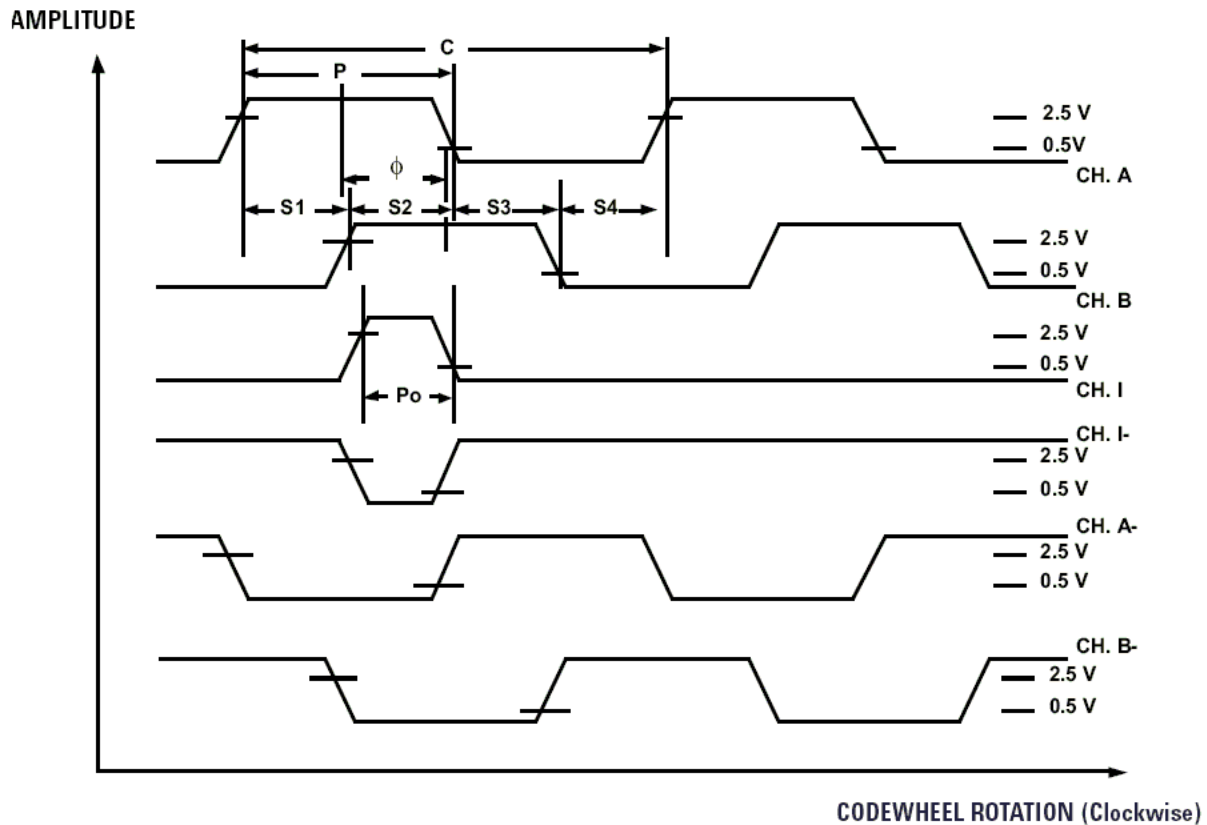 AMPLITUDE
C
P
2.5 V
0.5V
CH. A
ϕ
S1 S2 S3 S4
2.5 V
0.5 V
CH. B
2.5 V
0.5 V
CH. I
Po
CH. I-
2.5 V
0.5 V
CH. A-
2.5 V
0.5 V
CH. B-
2.5 V
0.5 V
CODEWHEEL ROTATION (Clockwise)